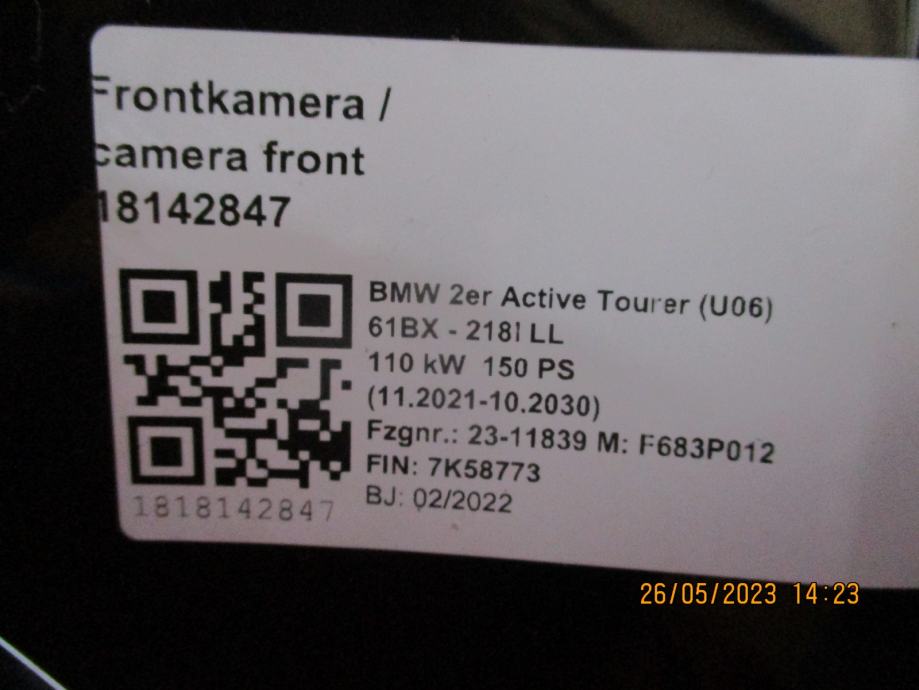 Frontkamera /
camera front
18142847
BMW 2er Active Tourer (U06)
61BX - 218i LL
110 kW 150 PS
(11.2021-10.2030)
Fzgnr.: 23-11839 M: F683P012
FIN: 7K58773
BJ: 02/2022
1818142847
26/05/2023 14:23